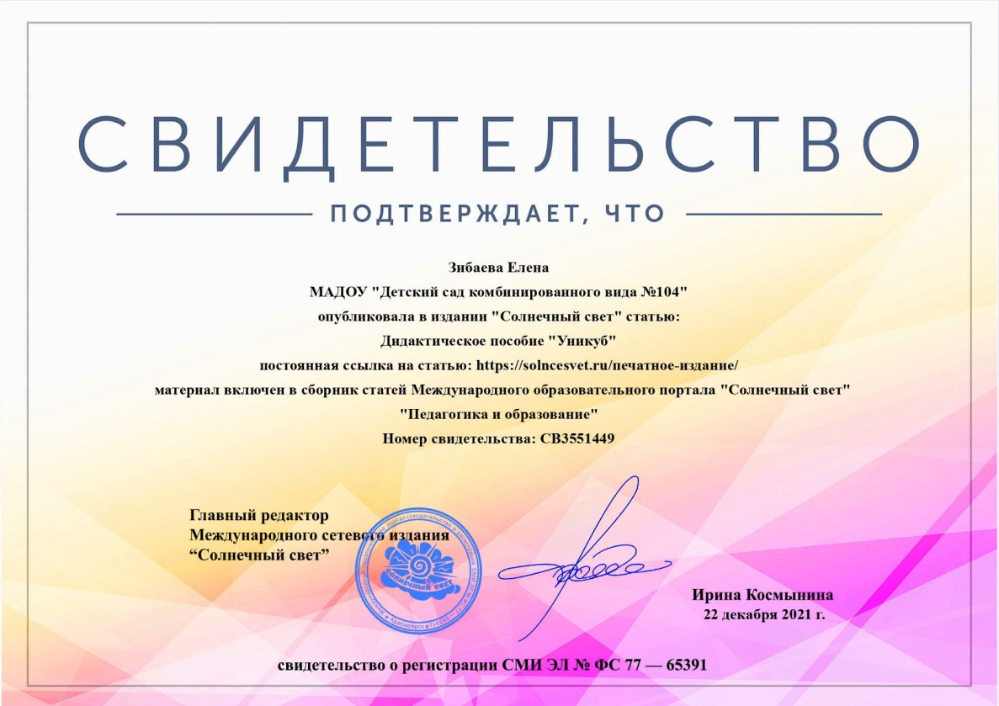 СВИДЕТЕЛЬСТВО
ПОДТВЕРЖДАЕТ, ЧТО
Зибаева Елена
МАДОУ "Детский сад комбинированного вида №104"
опубликовала в издании "Солнечный свет" статью:
Дидактическое пособие "Уникуб"
постоянная ссылка на статью: https://solncesvet.ru/печатное-издание/
материал включен в сборник статей Международного образовательного портала "Солнечный свет"
"Педагогика и образование"
Номер свидетельства: СВ3551449
Главный редактор
Международного сетевого издания
“Солнечный свет”
СОЛНЕЧНЫЙ СВЕТ
Ирина Космынина
22 декабря 2021 г.
свидетельство о регистрации СМИ ЭЛ № ФС 77 — 65391